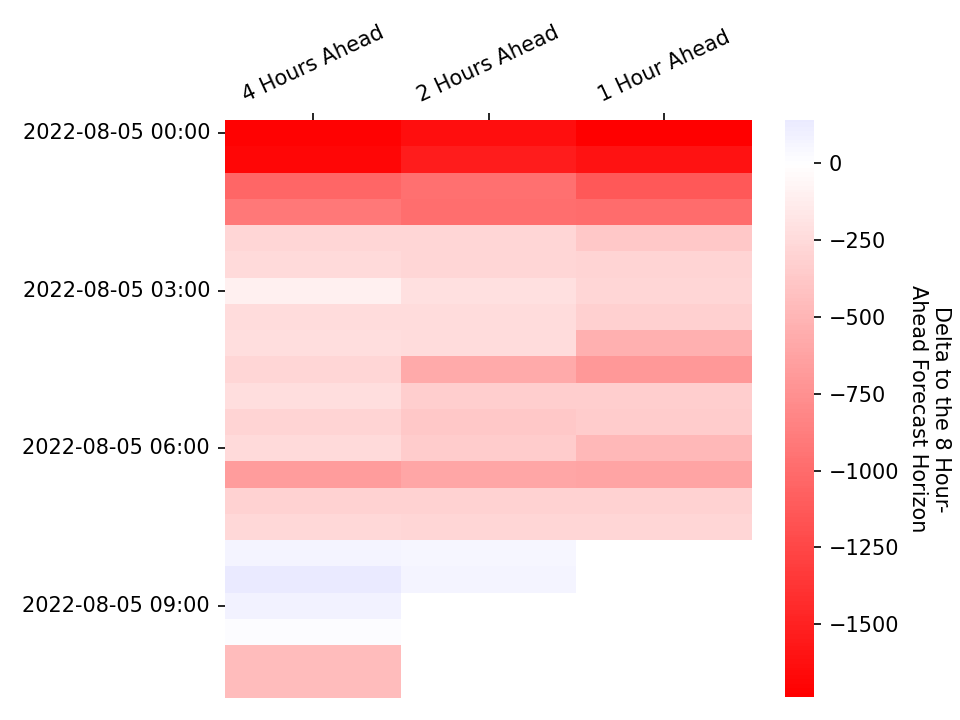 4 Hours Ahead
2 Hours Ahead
1 Hour Ahead
2022-08-05 00:00
2022-08-05 03:00
2022-08-05 06:00
2022-08-05 09:00
0
−250
−500
−750
−1000
−1250
−1500
Delta to the 8 Hour-
Ahead Forecast Horizon